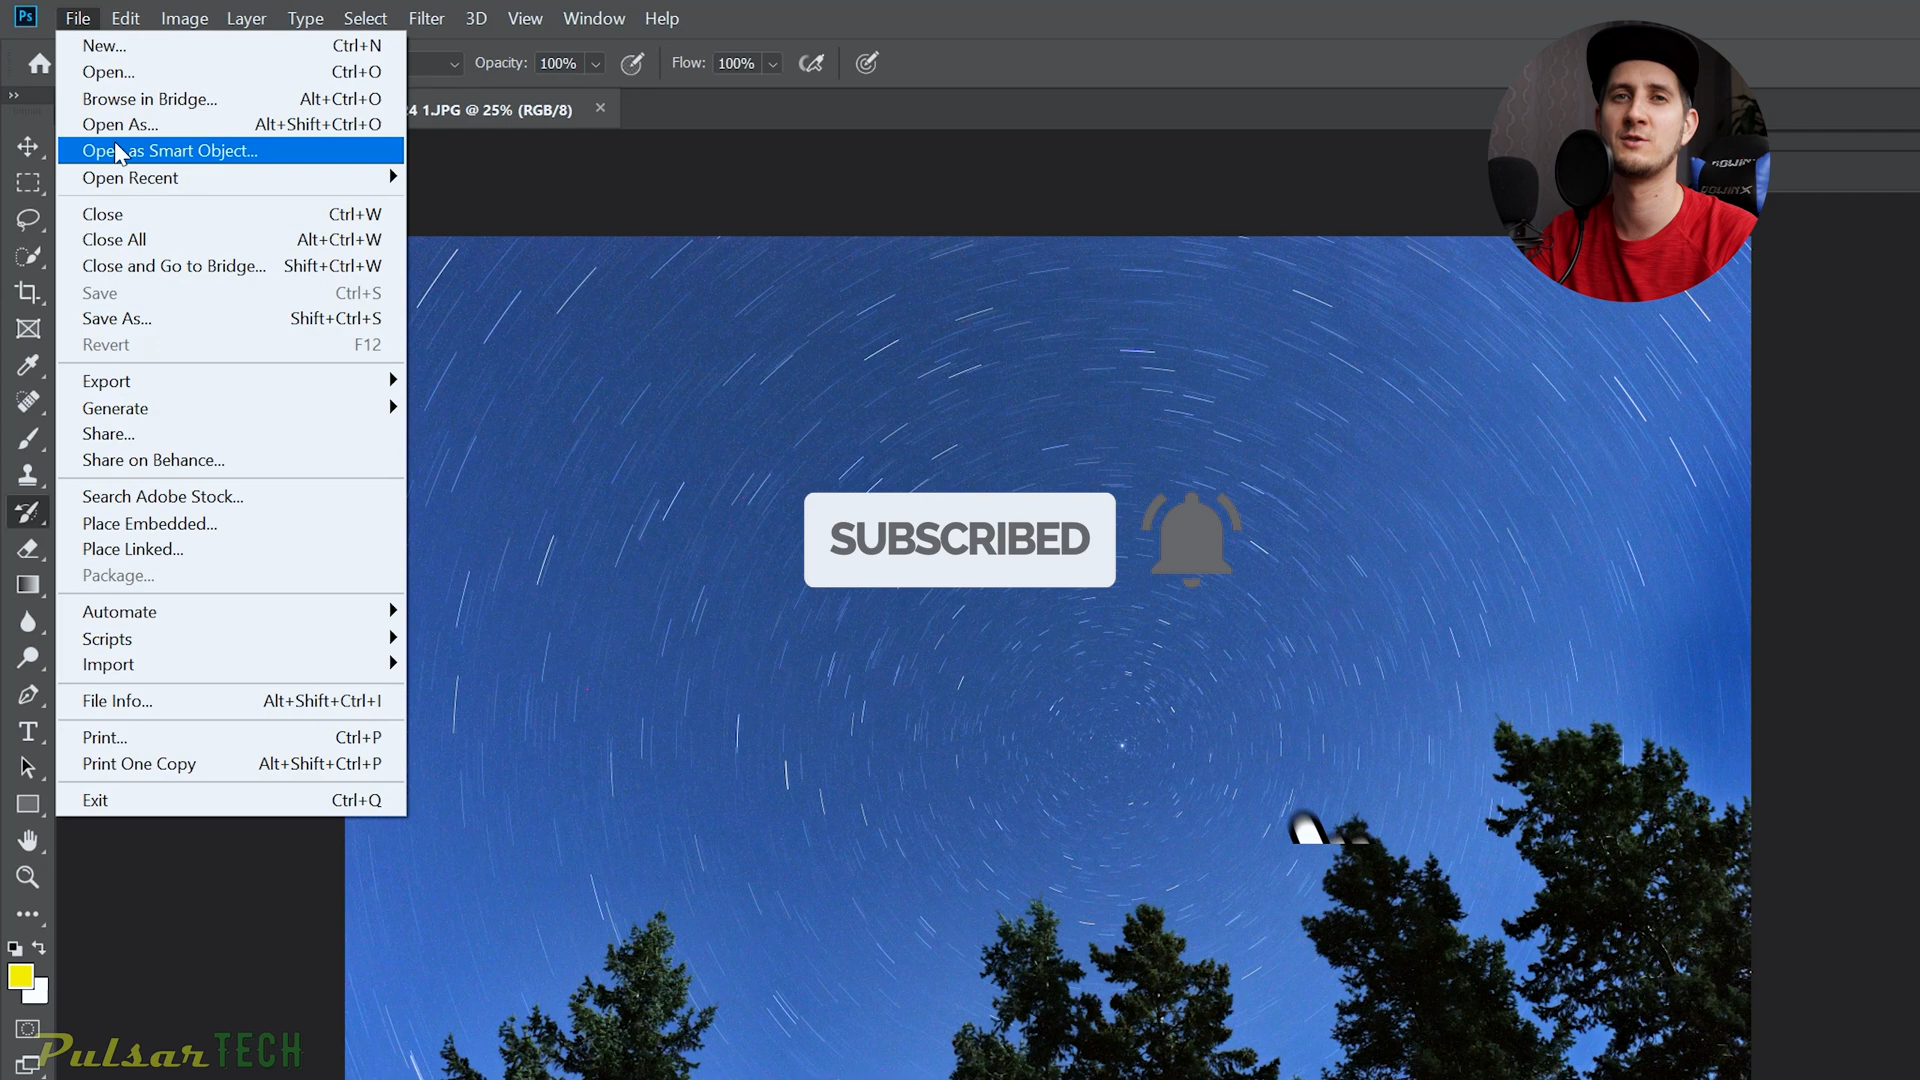 Ps File Edit Image Layer Type Select Filter 3D View Window Help
Opacity: 100% Flow: 100%
24 1.JPG @ 25% (RGB/8)
New... Ctrl+N
Open... Ctrl+O
Browse in Bridge... Alt+Ctrl+O
Open As... Alt+Shift+Ctrl+O
Open as Smart Object...
Open Recent
Close Ctrl+W
Close All Alt+Ctrl+W
Close and Go to Bridge... Shift+Ctrl+W
Save Ctrl+S
Save As... Shift+Ctrl+S
Revert F12
Export
Generate
Share...
Share on Behance...
Search Adobe Stock...
Place Embedded...
Place Linked...
Package...
Automate
Scripts
Import
File Info... Alt+Shift+Ctrl+I
Print... Ctrl+P
Print One Copy Alt+Shift+Ctrl+P
Exit Ctrl+Q
SUBSCRIBED
DOWINX
DOWINX
PulsarTECH